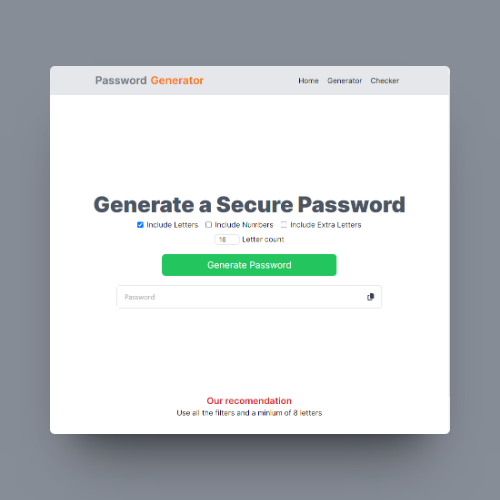 Password Generator
Home Generator Checker
Generate a Secure Password
Include Letters Include Numbers Include Extra Letters
18 Letter count
Generate Password
Password
Our recomendation
Use all the filters and a minium of 8 letters